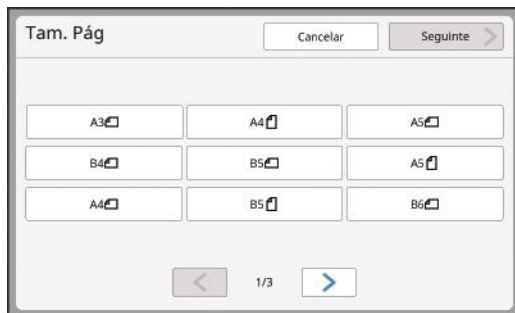 Tam. Pág Cancelar Seguinte
A3 A4 A5
B4 B5 A5
A4 B5 B6
1/3